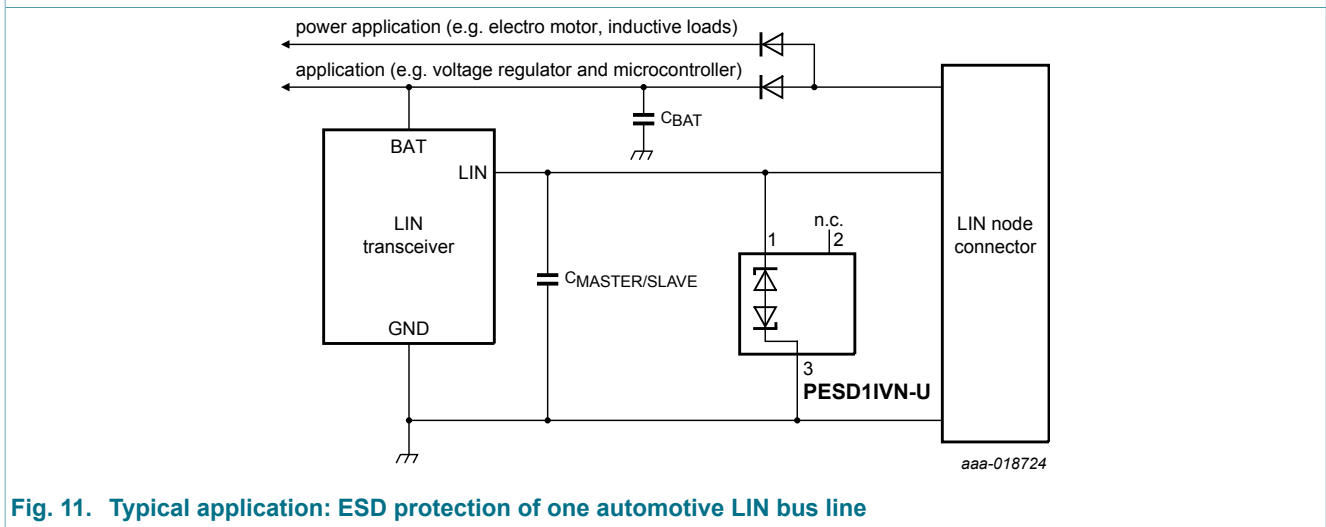 power application (e.g. electro motor, inductive loads)
application (e.g. voltage regulator and microcontroller)
CBAT
BAT
LIN
LIN
transceiver
GND
CMASTER/SLAVE
n.c.
1
2
3
PESD1IVN-U
LIN node
connector
aaa-018724
Fig. 11. Typical application: ESD protection of one automotive LIN bus line